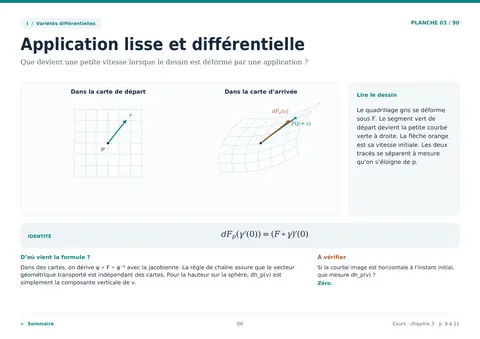 I / Variétés différentielles
PLANCHE 03 / 90
Application lisse et différentielle
Que devient une petite vitesse lorsque le dessin est déformé par une application ?
Dans la carte de départ
Dans la carte d'arrivée
v
p
dFₚ(v)
F(p + v)
Lire le dessin
Le quadrillage gris se déforme
sous F. Le segment vert de
départ devient la petite courbe
verte à droite. La flèche orange
est sa vitesse initiale. Les deux
tracés se séparent à mesure
qu'on s'éloigne de p.
IDENTITÉ
dFₚ(γ′(0)) = (F ∘ γ)′(0)
D'où vient la formule ?
Dans des cartes, on dérive ψ ∘ F ∘ φ⁻¹ avec la jacobienne. La règle de chaîne assure que le vecteur
géométrique transporté est indépendant des cartes. Pour la hauteur sur la sphère, dh_p(v) est
simplement la composante verticale de v.
À vérifier
Si la courbe image est horizontale à l'instant initial,
que mesure dh_p(v) ?
Zéro.
← Sommaire
06
Cours · chapitre 3 · p. 9 à 11